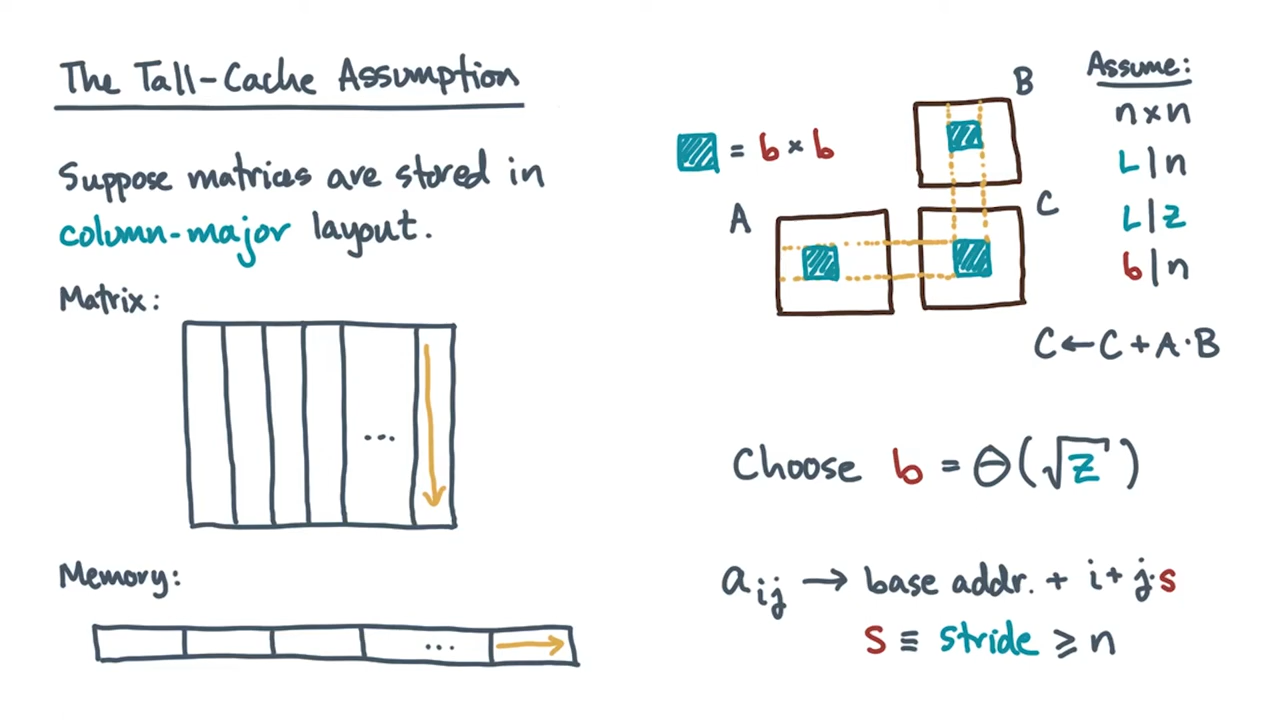 The Tall-Cache Assumption
Suppose matrices are stored in
column-major layout.
Matrix:
...
Memory:
...
= b × b
A
B
C
Assume:
n×n
L|n
L|Z
b|n
C ← C + A·B
Choose b = Θ(√Z)
a_ij → base addr. + i + j·s
S ≡ stride ≥ n